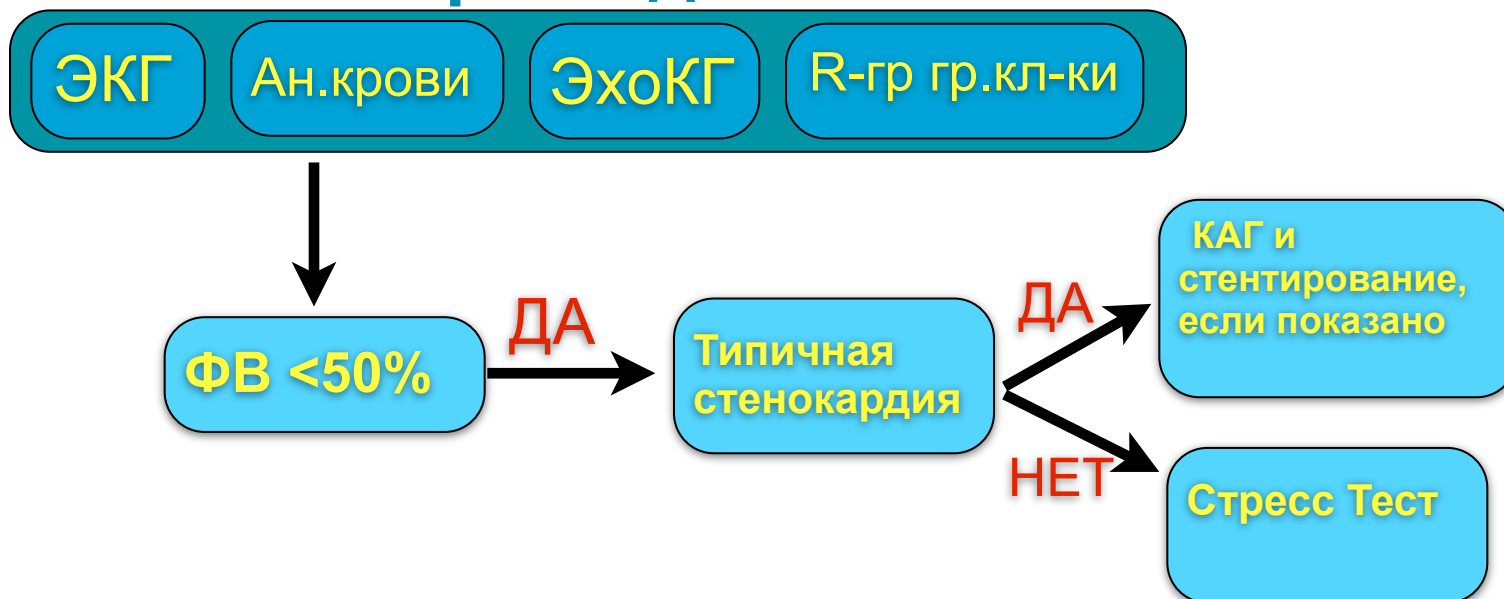 ЭКГ
Ан.крови
ЭхоКГ
R-гр гр.кл-ки
ФВ <50%
ДА
Типичная
стенокардия
ДА
КАГ и
стентирование,
если показано
НЕТ
Стресс Тест